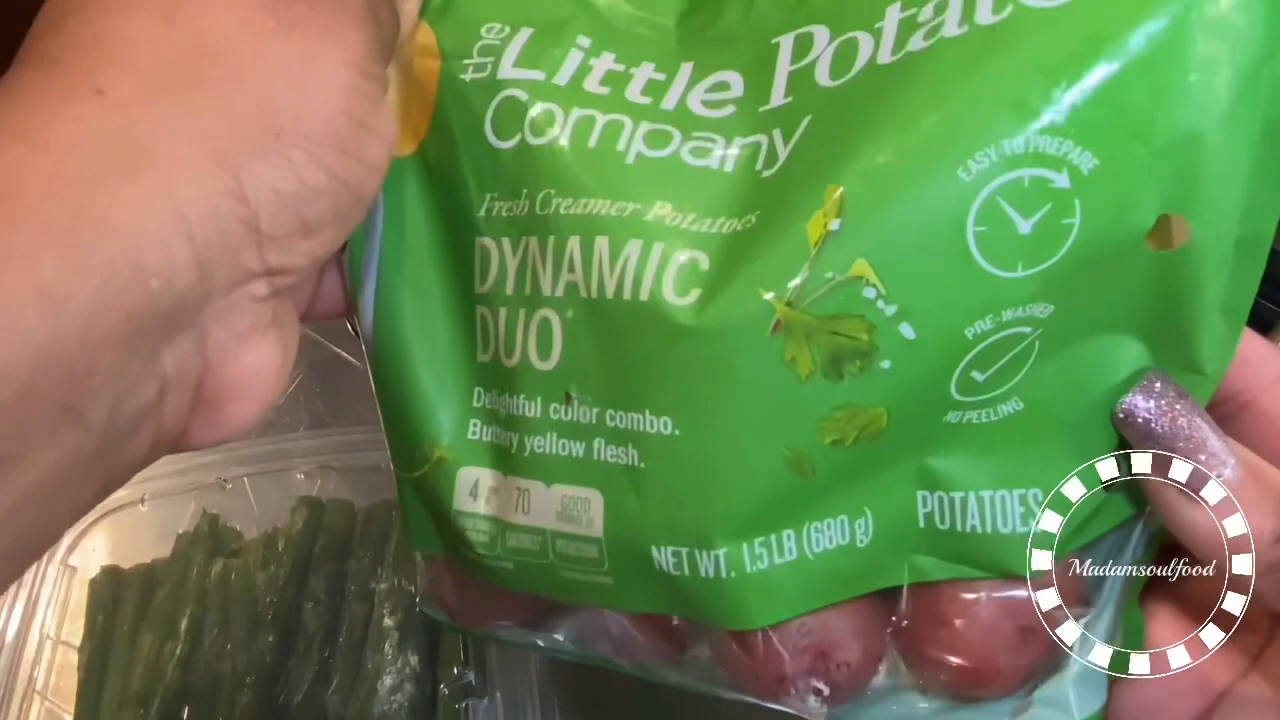 the Little Potato
Company
Fresh Creamer Potatoes
DYNAMIC
DUO
Delightful color combo.
Buttery yellow flesh.
EASY TO PREPARE
PRE-WASHED
NO PEELING
4
70
GOOD
NET WT. 1.5 LB (680 g)
POTATOES
Madamsoulfood